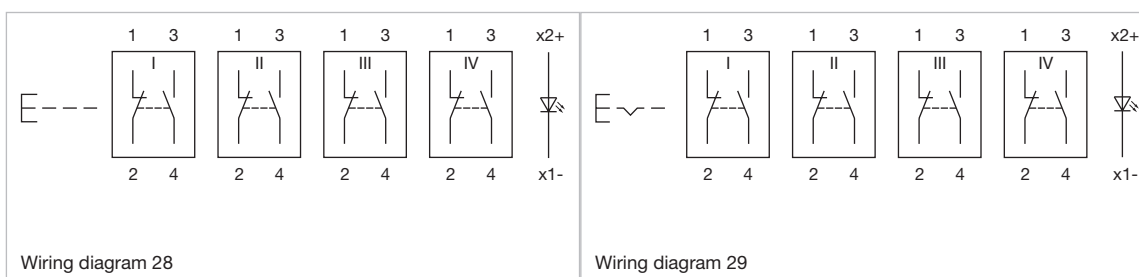 1 3 1 3 1 3 1 3 x2+
I II III IV
2 4 2 4 2 4 2 4 x1-
Wiring diagram 28
1 3 1 3 1 3 1 3 x2+
I II III IV
2 4 2 4 2 4 2 4 x1-
Wiring diagram 29